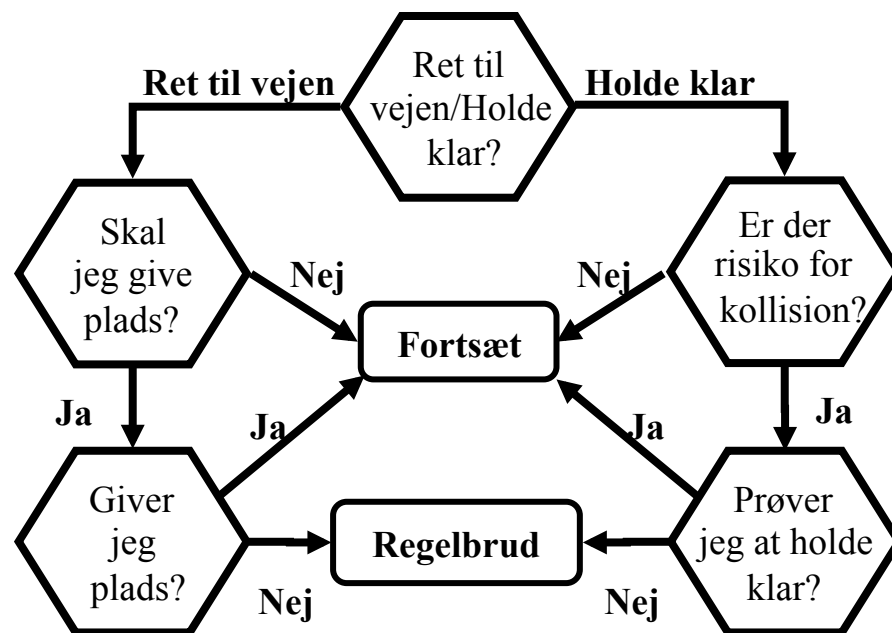 Ret til
vejen/Holde
klar?
Ret til vejen
Holde klar
Skal
jeg give
plads?
Er der
risiko for
kollision?
Nej
Nej
Fortsæt
Ja
Ja
Ja
Ja
Giver
jeg
plads?
Regelbrud
Prøver
jeg at holde
klar?
Nej
Nej